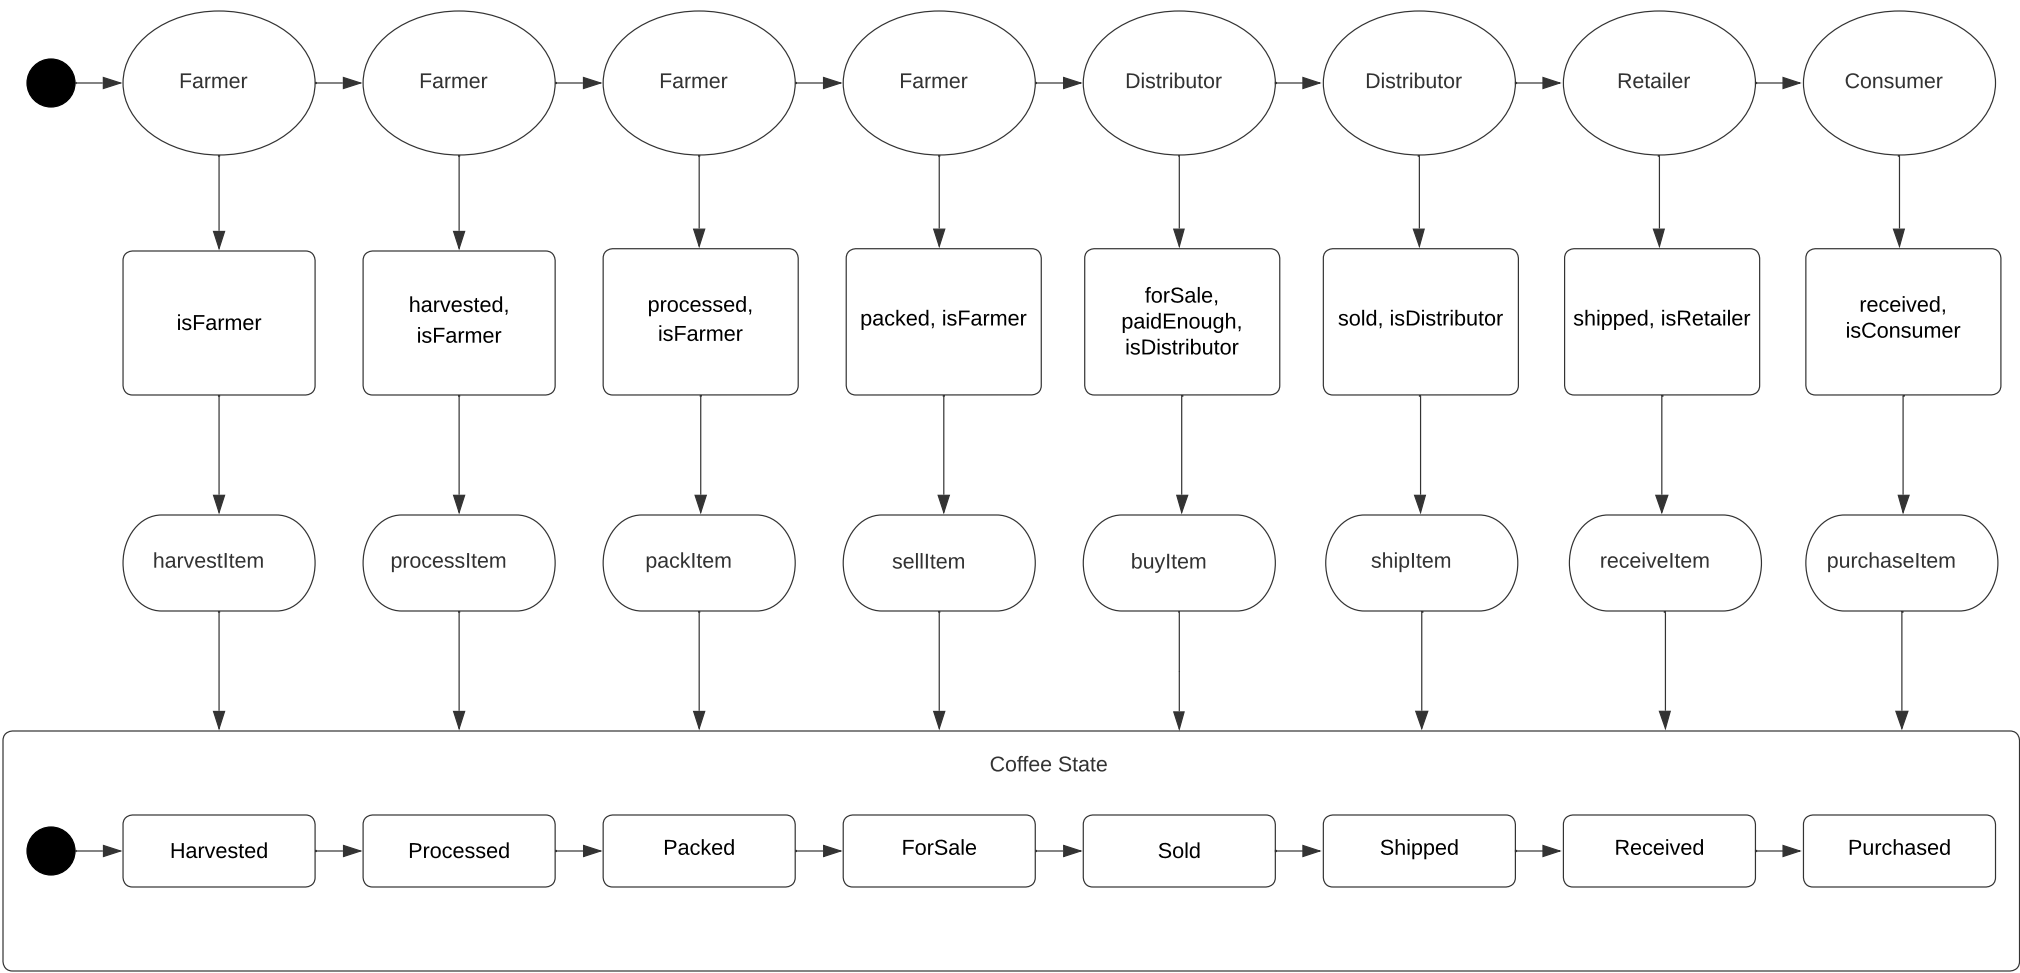 Farmer
Farmer
Farmer
Farmer
Distributor
Distributor
Retailer
Consumer
isFarmer
harvested,
isFarmer
processed,
isFarmer
packed, isFarmer
forSale,
paidEnough,
isDistributor
sold, isDistributor
shipped, isRetailer
received,
isConsumer
harvestItem
processItem
packItem
sellItem
buyItem
shipItem
receiveItem
purchaseItem
Coffee State
Harvested
Processed
Packed
ForSale
Sold
Shipped
Received
Purchased